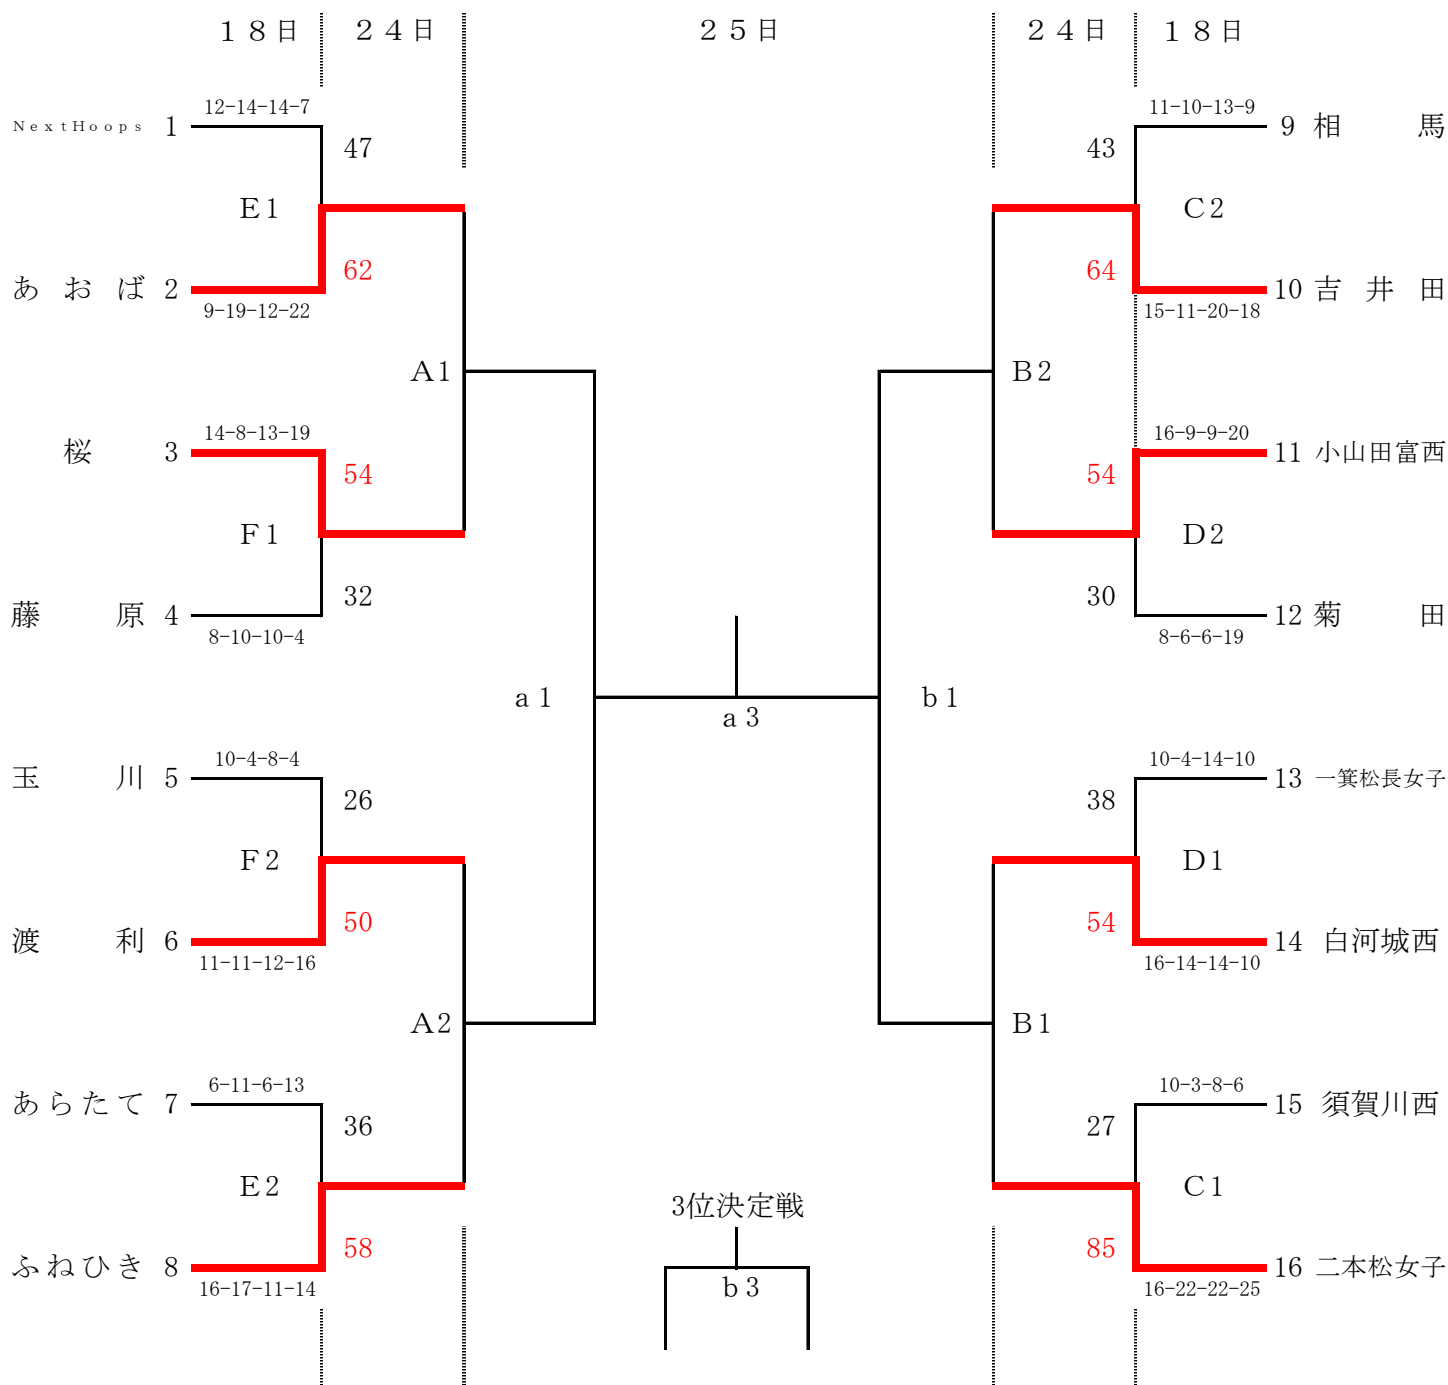 １８日 ２４日 ２５日 ２４日 １８日
12-14-14-7 11-10-13-9
ＮｅｘｔＨｏｏｐｓ 1 9 相馬
47 43
Ｅ1 Ｃ2
62 64
あおば 2 10 吉井田
9-19-12-22 15-11-20-18
Ａ1 Ｂ2
14-8-13-19 16-9-9-20
桜 3 11 小山田富西
54 54
Ｆ1 Ｄ2
32 30
藤原 4 12 菊田
8-10-10-4 8-6-6-19
ａ1 ｂ1
ａ3
10-4-8-4 10-4-14-10
玉川 5 13 一箕松長女子
26 38
Ｆ2 Ｄ1
50 54
渡利 6 14 白河城西
11-11-12-16 16-14-14-10
Ａ2 Ｂ1
6-11-6-13 10-3-8-6
あらたて 7 15 須賀川西
36 27
Ｅ2 Ｃ1
3位決定戦
58 85
ふねひき 8 16 二本松女子
16-17-11-14 16-22-22-25
ｂ3